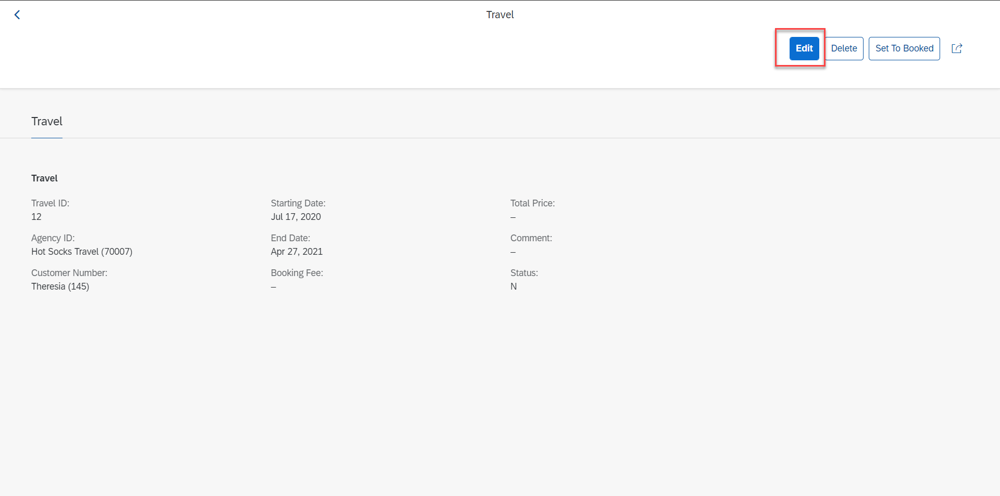 Travel
Edit Delete Set To Booked
Travel
Travel
Travel ID: Starting Date: Total Price:
12 Jul 17, 2020 –
Agency ID: End Date: Comment:
Hot Socks Travel (70007) Apr 27, 2021 –
Customer Number: Booking Fee: Status:
Theresia (145) – N